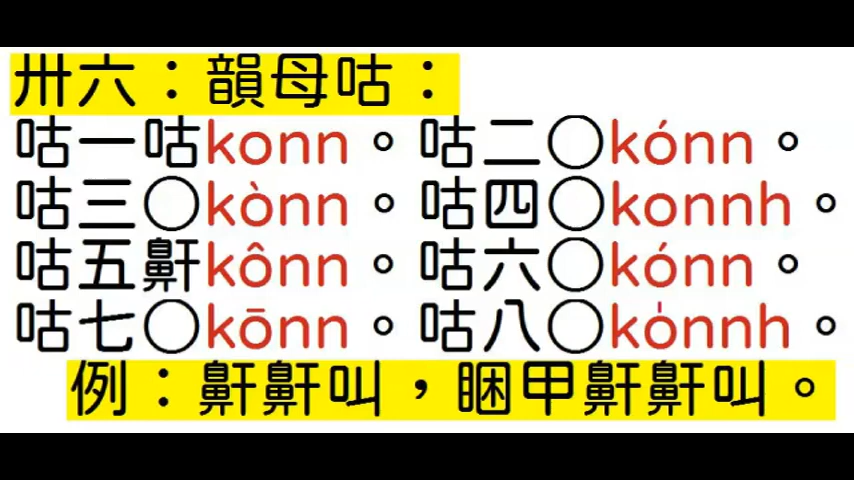 卅六：韻母咕：
咕一咕konn。咕二〇kónn。
咕三〇kònn。咕四〇konnh。
咕五鼾kônn。咕六〇kónn。
咕七〇kōnn。咕八〇ko̍nnh。
例：鼾鼾叫，睏甲鼾鼾叫。